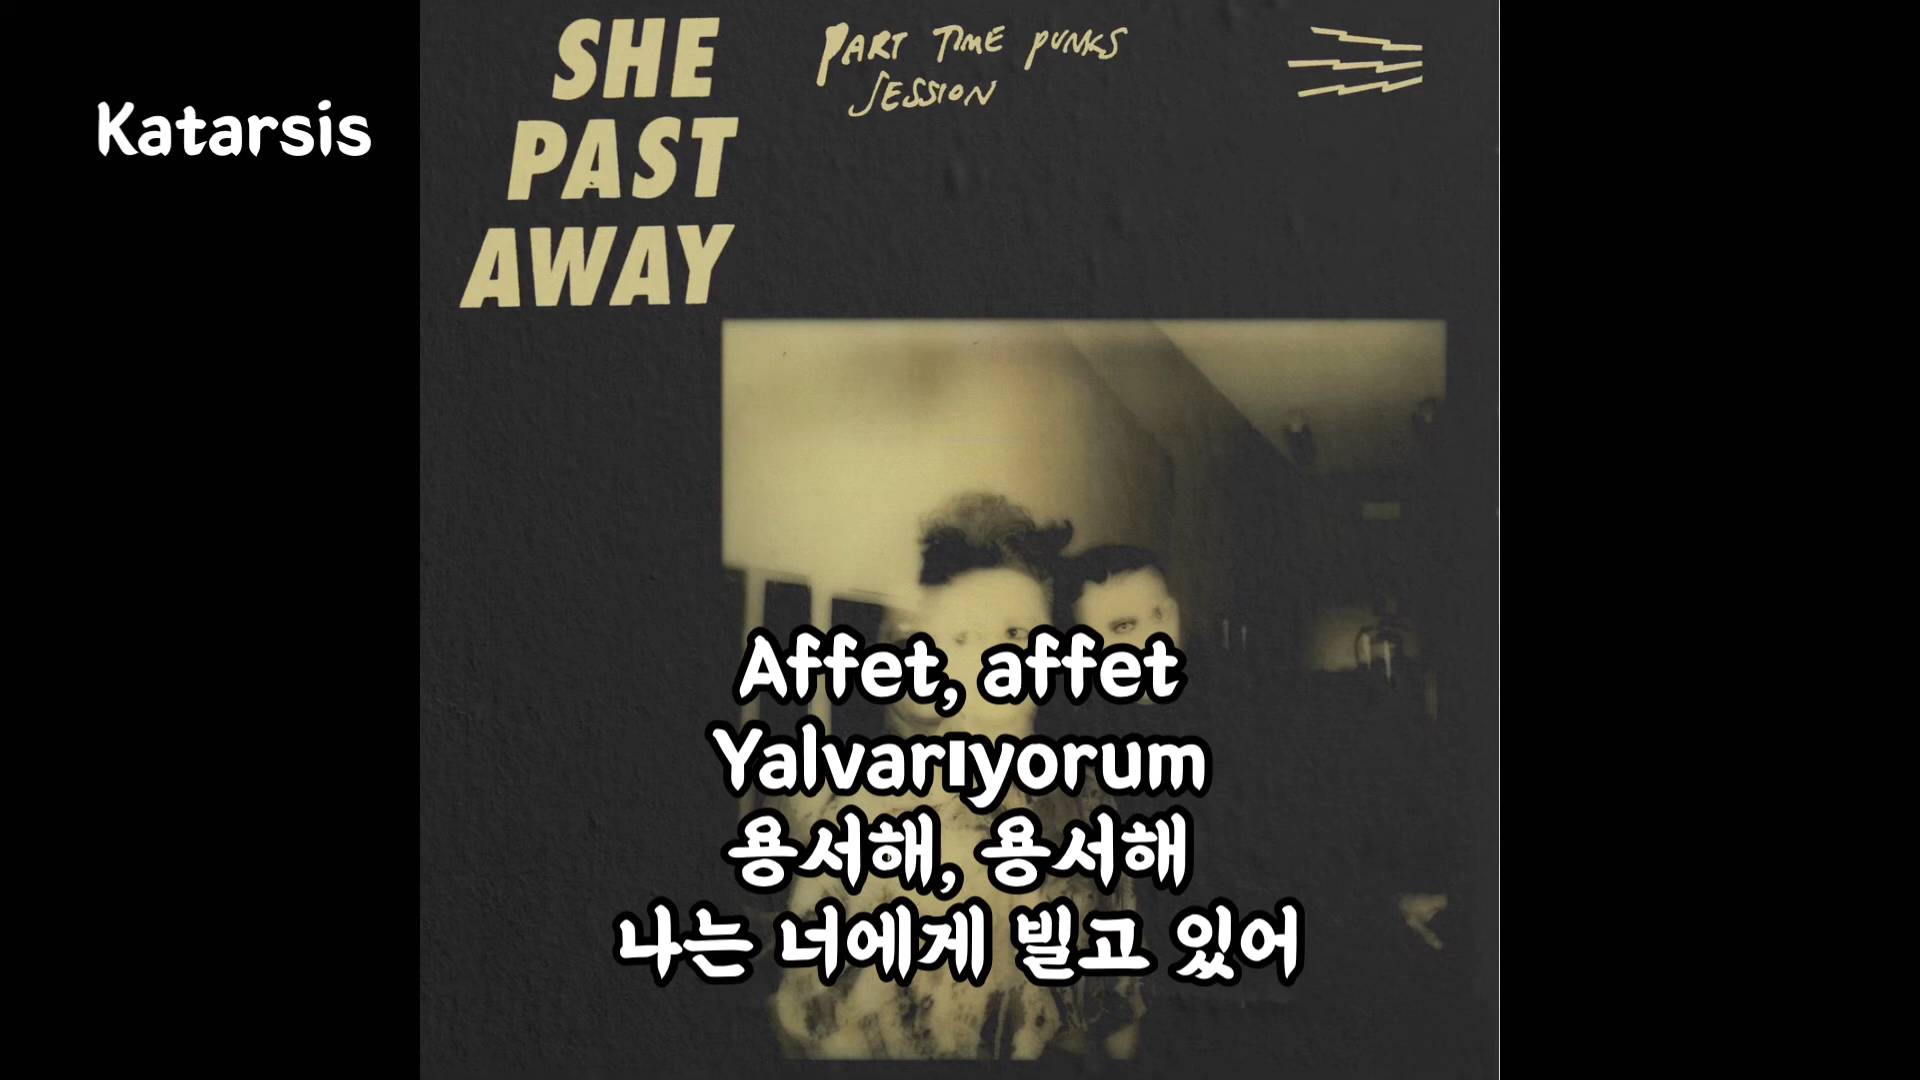 Katarsis
SHE
PAST
AWAY
PART TIME PUNKS
SESSION
Affet, affet
Yalvarıyorum
용서해, 용서해
나는 너에게 빌고 있어